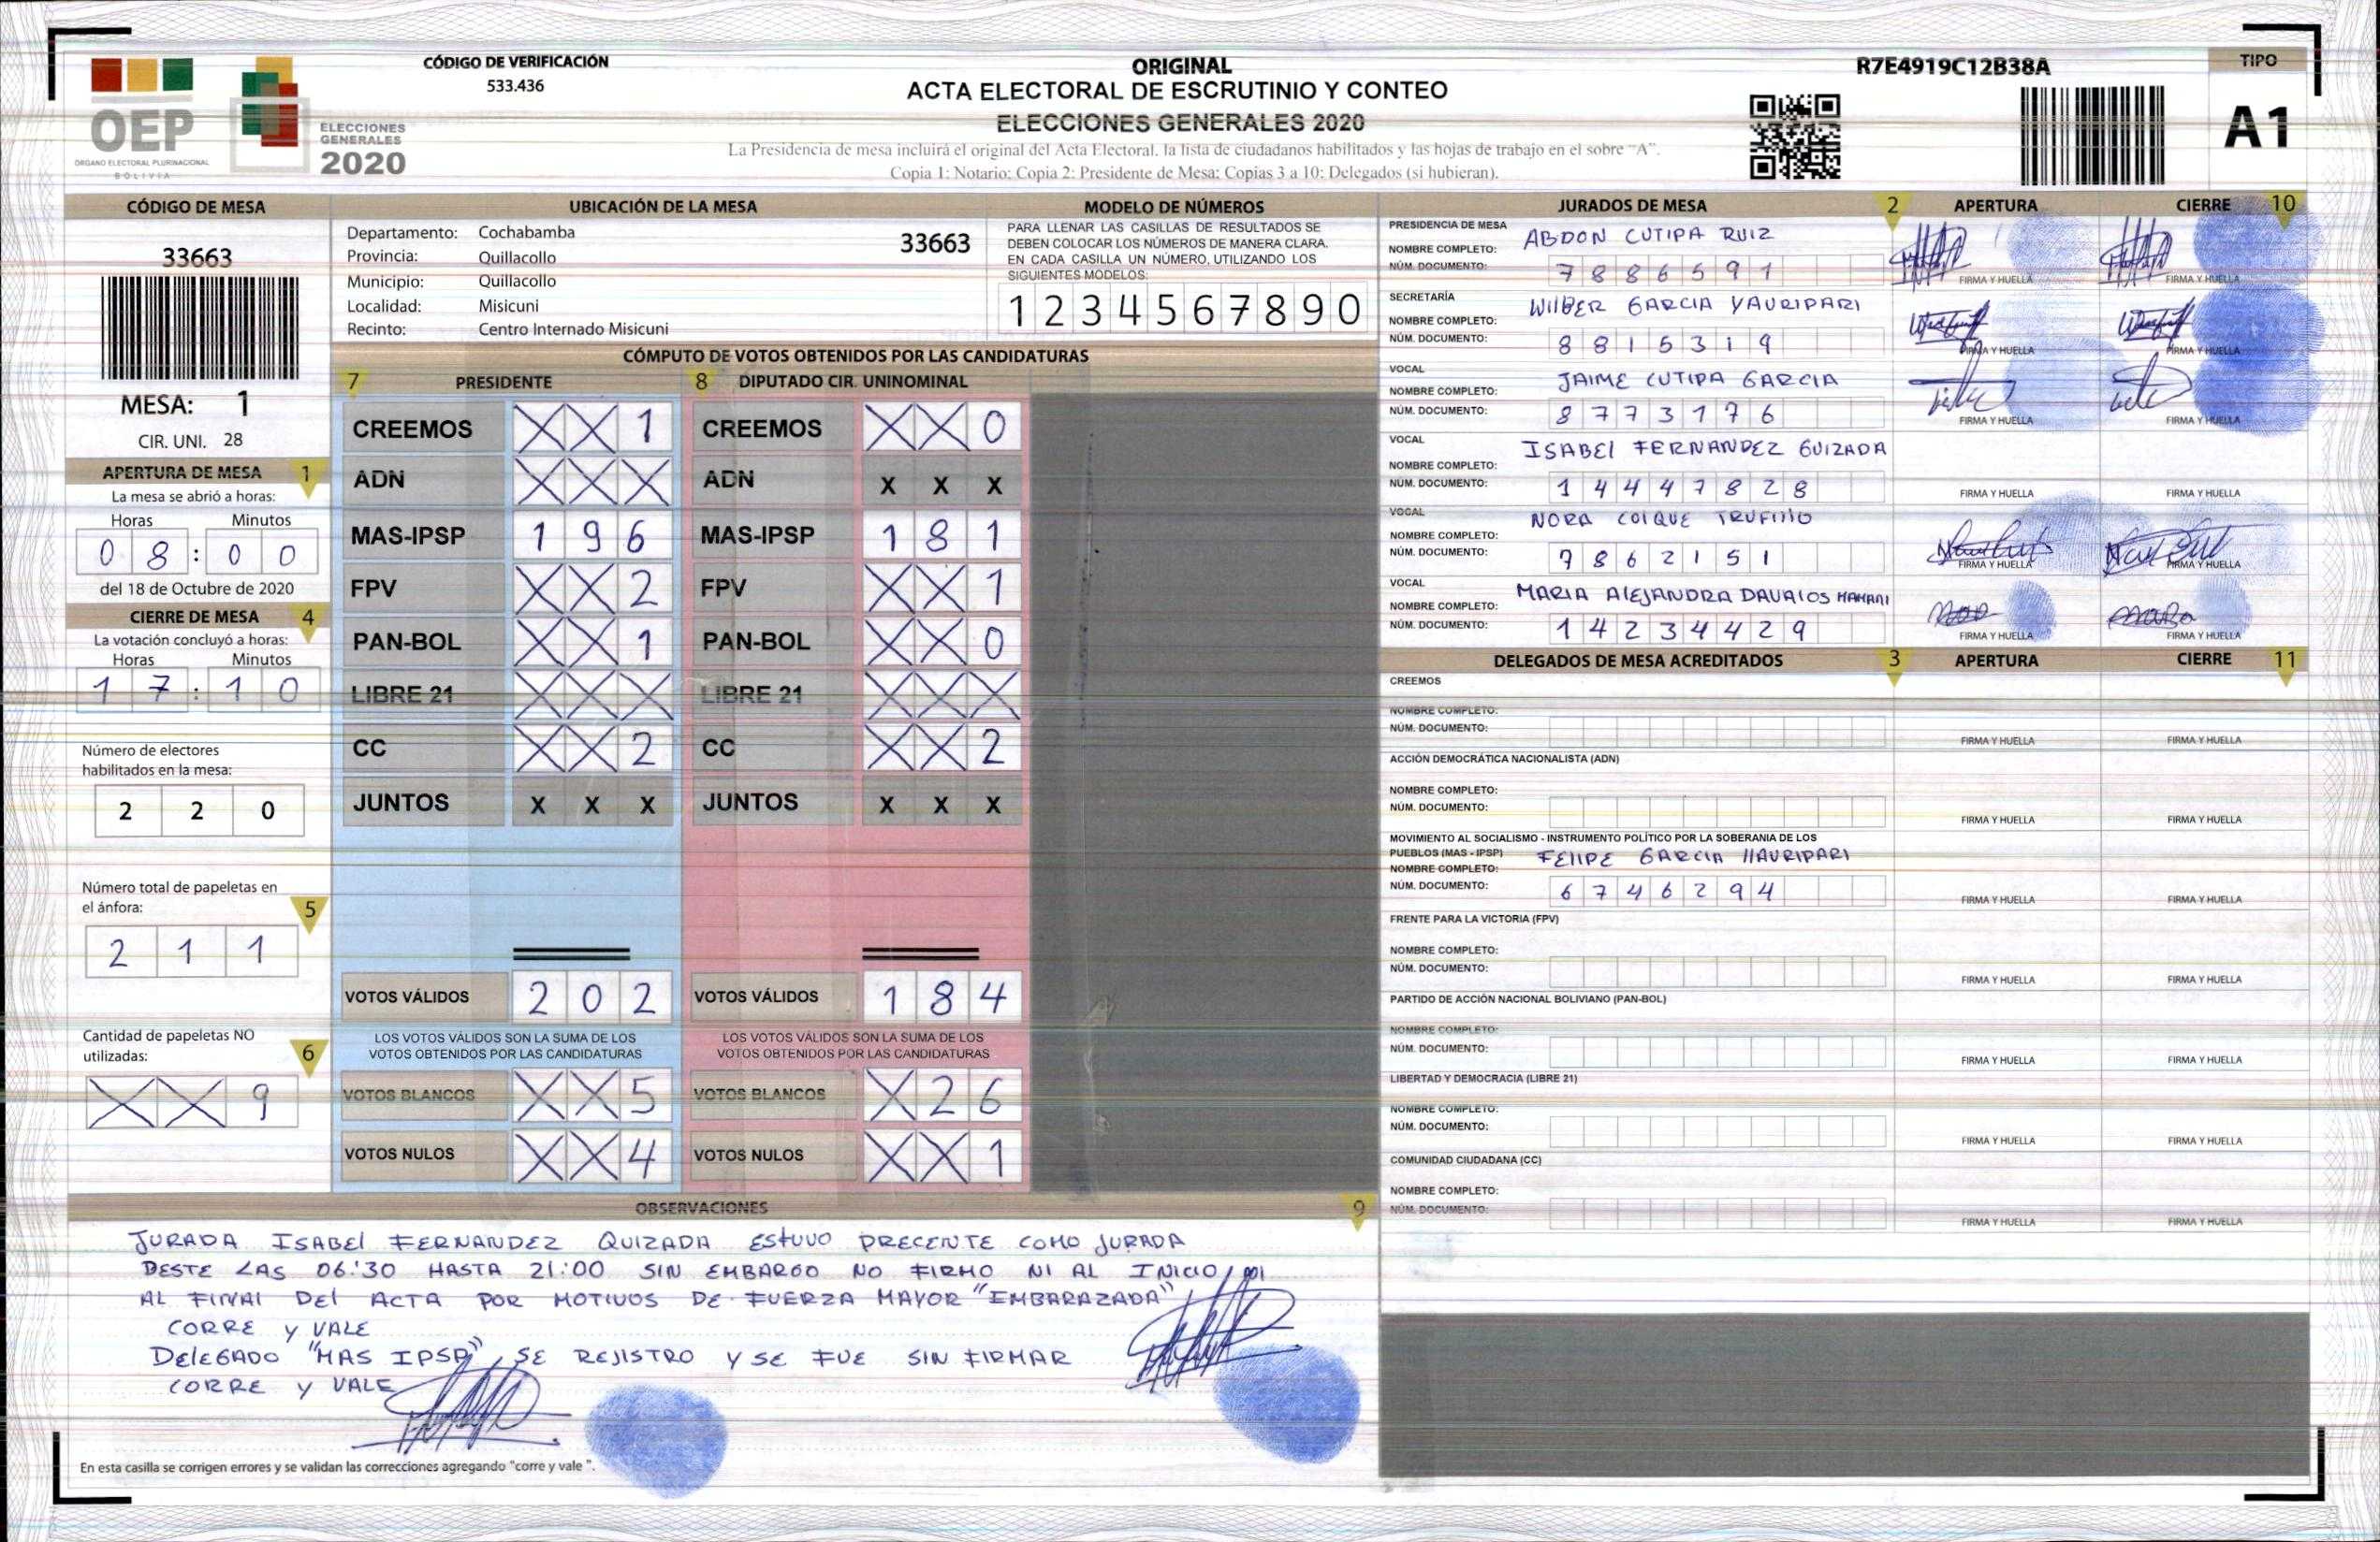 OEP
ÓRGANO ELECTORAL PLURINACIONAL
BOLIVIA
ELECCIONES
GENERALES
2020
CÓDIGO DE VERIFICACIÓN
533.436
ORIGINAL
ACTA ELECTORAL DE ESCRUTINIO Y CONTEO
ELECCIONES GENERALES 2020
La Presidencia de mesa incluirá el original del Acta Electoral, la lista de ciudadanos habilitados y las hojas de trabajo en el sobre "A".
Copia 1: Notario; Copia 2: Presidente de Mesa; Copias 3 a 10: Delegados (si hubieran).
R7E4919C12B38A
TIPO
A1
CÓDIGO DE MESA
33663
MESA: 1
CIR. UNI. 28
APERTURA DE MESA 1
La mesa se abrió a horas:
Horas Minutos
0 8 : 0 0
del 18 de Octubre de 2020
CIERRE DE MESA 4
La votación concluyó a horas:
Horas Minutos
1 7 : 1 0
Número de electores
habilitados en la mesa:
2 2 0
Número total de papeletas en
el ánfora: 5
2 1 1
Cantidad de papeletas NO
utilizadas: 6
X X 9
UBICACIÓN DE LA MESA
Departamento: Cochabamba
33663
Provincia: Quillacollo
Municipio: Quillacollo
Localidad: Misicuni
Recinto: Centro Internado Misicuni
MODELO DE NÚMEROS
PARA LLENAR LAS CASILLAS DE RESULTADOS SE
DEBEN COLOCAR LOS NÚMEROS DE MANERA CLARA.
EN CADA CASILLA UN NÚMERO, UTILIZANDO LOS
SIGUIENTES MODELOS:
1 2 3 4 5 6 7 8 9 0
CÓMPUTO DE VOTOS OBTENIDOS POR LAS CANDIDATURAS
7 PRESIDENTE 8 DIPUTADO CIR. UNINOMINAL
CREEMOS X X 1 CREEMOS X X 0
ADN X X X ADN X X X
MAS-IPSP 1 9 6 MAS-IPSP 1 8 1
FPV X X 2 FPV X X 1
PAN-BOL X X 1 PAN-BOL X X 0
LIBRE 21 X X X LIBRE 21 X X X
CC X X 2 CC X X 2
JUNTOS X X X JUNTOS X X X
VOTOS VÁLIDOS 2 0 2 VOTOS VÁLIDOS 1 8 4
LOS VOTOS VÁLIDOS SON LA SUMA DE LOS LOS VOTOS VÁLIDOS SON LA SUMA DE LOS
VOTOS OBTENIDOS POR LAS CANDIDATURAS VOTOS OBTENIDOS POR LAS CANDIDATURAS
VOTOS BLANCOS X X 5 VOTOS BLANCOS X 2 6
VOTOS NULOS X X 4 VOTOS NULOS X X 1
OBSERVACIONES 9
JURADA ISABEl FERNANDEZ QUIZADA EStUVO PRECENTE COMO JURADA
DESTE LAS 06:'30 HASTA 21:'00 SIN EMBARGO NO FIRMO NI AL INICIO NI
AL FINAl DEl ACTA POR MOTIVOS DE FUERZA MAYOR "EMBARAZADA"
CORRE Y VALE
DELEGADO "MAS IPSP", SE REJISTRO Y SE FUE SIN FIRMAR
CORRE Y VALE
En esta casilla se corrigen errores y se validan las correcciones agregando "corre y vale ".
JURADOS DE MESA 2 APERTURA CIERRE 10
PRESIDENCIA DE MESA
NOMBRE COMPLETO: ABDON CUTIPA RUIZ
NÚM. DOCUMENTO: 7 8 8 6 5 9 1
FIRMA Y HUELLA FIRMA Y HUELLA
SECRETARÍA
NOMBRE COMPLETO: WIlBER GARCIA YAURIPARI
NÚM. DOCUMENTO: 8 8 1 5 3 1 9
FIRMA Y HUELLA FIRMA Y HUELLA
VOCAL
NOMBRE COMPLETO: JAIME CUTIPA GARCIA
NÚM. DOCUMENTO: 8 7 7 3 1 7 6
FIRMA Y HUELLA FIRMA Y HUELLA
VOCAL
NOMBRE COMPLETO: ISABEl FERNANDEZ GUIZADA
NÚM. DOCUMENTO: 1 4 4 4 7 8 2 8
FIRMA Y HUELLA FIRMA Y HUELLA
VOCAL
NOMBRE COMPLETO: NORA COIQUE
NÚM. DOCUMENTO: 7 8 6 2 1 5 1
FIRMA Y HUELLA FIRMA Y HUELLA
VOCAL
NOMBRE COMPLETO: MARIA AlEJANDRA DAVAlOS MAMANI
NÚM. DOCUMENTO: 1 4 2 3 4 4 2 9
FIRMA Y HUELLA FIRMA Y HUELLA
DELEGADOS DE MESA ACREDITADOS 3 APERTURA CIERRE 11
CREEMOS
NOMBRE COMPLETO:
NÚM. DOCUMENTO:
FIRMA Y HUELLA FIRMA Y HUELLA
ACCIÓN DEMOCRÁTICA NACIONALISTA (ADN)
NOMBRE COMPLETO:
NÚM. DOCUMENTO:
FIRMA Y HUELLA FIRMA Y HUELLA
MOVIMIENTO AL SOCIALISMO - INSTRUMENTO POLÍTICO POR LA SOBERANIA DE LOS
PUEBLOS (MAS - IPSP)
NOMBRE COMPLETO: FElIPE GARCIA
NÚM. DOCUMENTO: 6 7 4 6 2 9 4
FIRMA Y HUELLA FIRMA Y HUELLA
FRENTE PARA LA VICTORIA (FPV)
NOMBRE COMPLETO:
NÚM. DOCUMENTO:
FIRMA Y HUELLA FIRMA Y HUELLA
PARTIDO DE ACCIÓN NACIONAL BOLIVIANO (PAN-BOL)
NOMBRE COMPLETO:
NÚM. DOCUMENTO:
FIRMA Y HUELLA FIRMA Y HUELLA
LIBERTAD Y DEMOCRACIA (LIBRE 21)
NOMBRE COMPLETO:
NÚM. DOCUMENTO:
FIRMA Y HUELLA FIRMA Y HUELLA
COMUNIDAD CIUDADANA (CC)
NOMBRE COMPLETO:
NÚM. DOCUMENTO:
FIRMA Y HUELLA FIRMA Y HUELLA